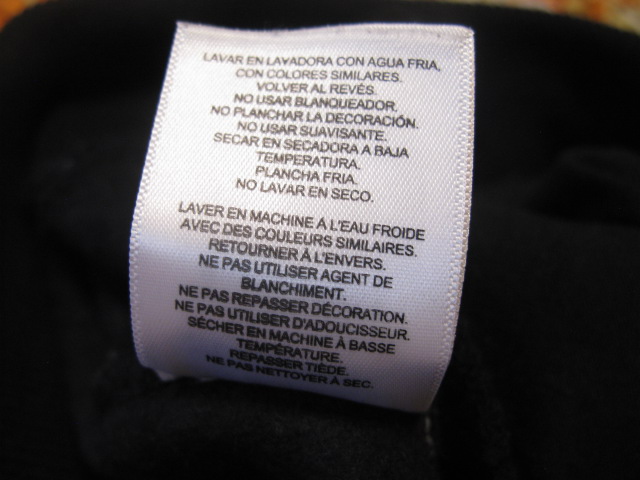 LAVAR EN LAVADORA CON AGUA FRIA,
CON COLORES SIMILARES.
VOLVER AL REVÉS.
NO USAR BLANQUEADOR.
NO PLANCHAR LA DECORACIÓN.
NO USAR SUAVISANTE.
SECAR EN SECADORA A BAJA
TEMPERATURA.
PLANCHA FRIA.
NO LAVAR EN SECO.
LAVER EN MACHINE À L'EAU FROIDE
AVEC DES COULEURS SIMILAIRES.
RETOURNER À L'ENVERS.
NE PAS UTILISER AGENT DE
BLANCHIMENT.
NE PAS REPASSER DÉCORATION.
NE PAS UTILISER D'ADOUCISSEUR.
SÉCHER EN MACHINE À BASSE
TEMPÉRATURE.
REPASSER TIÈDE.
NE PAS NETTOYER À SEC.